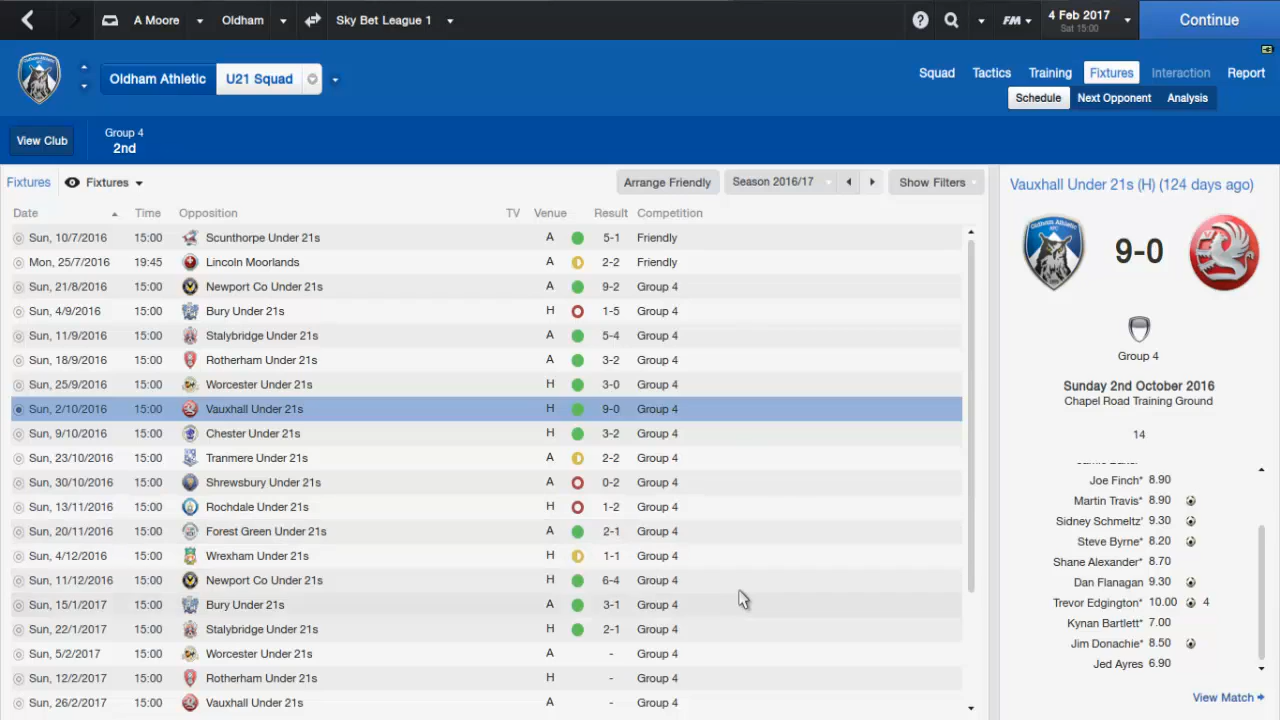 A Moore
Oldham
Sky Bet League 1
FM
4 Feb 2017
Sat 15:00
Continue
Oldham Athletic
U21 Squad
Squad
Tactics
Training
Fixtures
Interaction
Report
Schedule
Next Opponent
Analysis
View Club
Group 4
2nd
Fixtures
Fixtures
Arrange Friendly
Season 2016/17
Show Filters
Date Time Opposition TV Venue Result Competition
Sun, 10/7/2016 15:00 Scunthorpe Under 21s A 5-1 Friendly
Mon, 25/7/2016 19:45 Lincoln Moorlands A 2-2 Friendly
Sun, 21/8/2016 15:00 Newport Co Under 21s A 9-2 Group 4
Sun, 4/9/2016 15:00 Bury Under 21s H 1-5 Group 4
Sun, 11/9/2016 15:00 Stalybridge Under 21s A 5-4 Group 4
Sun, 18/9/2016 15:00 Rotherham Under 21s A 3-2 Group 4
Sun, 25/9/2016 15:00 Worcester Under 21s H 3-0 Group 4
Sun, 2/10/2016 15:00 Vauxhall Under 21s H 9-0 Group 4
Sun, 9/10/2016 15:00 Chester Under 21s H 3-2 Group 4
Sun, 23/10/2016 15:00 Tranmere Under 21s A 2-2 Group 4
Sun, 30/10/2016 15:00 Shrewsbury Under 21s A 0-2 Group 4
Sun, 13/11/2016 15:00 Rochdale Under 21s H 1-2 Group 4
Sun, 20/11/2016 15:00 Forest Green Under 21s A 2-1 Group 4
Sun, 4/12/2016 15:00 Wrexham Under 21s H 1-1 Group 4
Sun, 11/12/2016 15:00 Newport Co Under 21s H 6-4 Group 4
Sun, 15/1/2017 15:00 Bury Under 21s A 3-1 Group 4
Sun, 22/1/2017 15:00 Stalybridge Under 21s H 2-1 Group 4
Sun, 5/2/2017 15:00 Worcester Under 21s A - Group 4
Sun, 12/2/2017 15:00 Rotherham Under 21s H - Group 4
Sun, 26/2/2017 15:00 Vauxhall Under 21s A - Group 4
Vauxhall Under 21s (H) (124 days ago)
9-0
Group 4
Sunday 2nd October 2016
Chapel Road Training Ground
14
Joe Finch* 8.90
Martin Travis* 8.90
Sidney Schmeltz' 9.30
Steve Byrne* 8.20
Shane Alexander* 8.70
Dan Flanagan 9.30
Trevor Edgington* 10.00 4
Kynan Bartlett* 7.00
Jim Donachie* 8.50
Jed Ayres 6.90
View Match